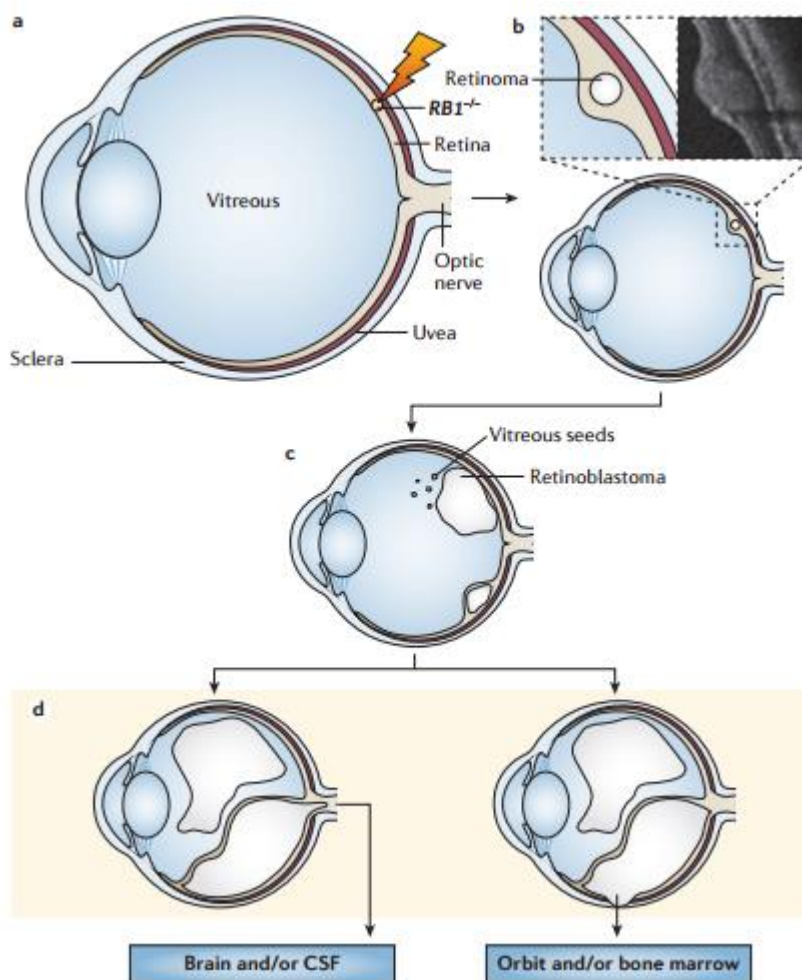 a
b
Retinoma
RB1⁻/⁻
Retina
Vitreous
Optic
nerve
Uvea
Sclera
Vitreous seeds
c
Retinoblastoma
d
Brain and/or CSF
Orbit and/or bone marrow